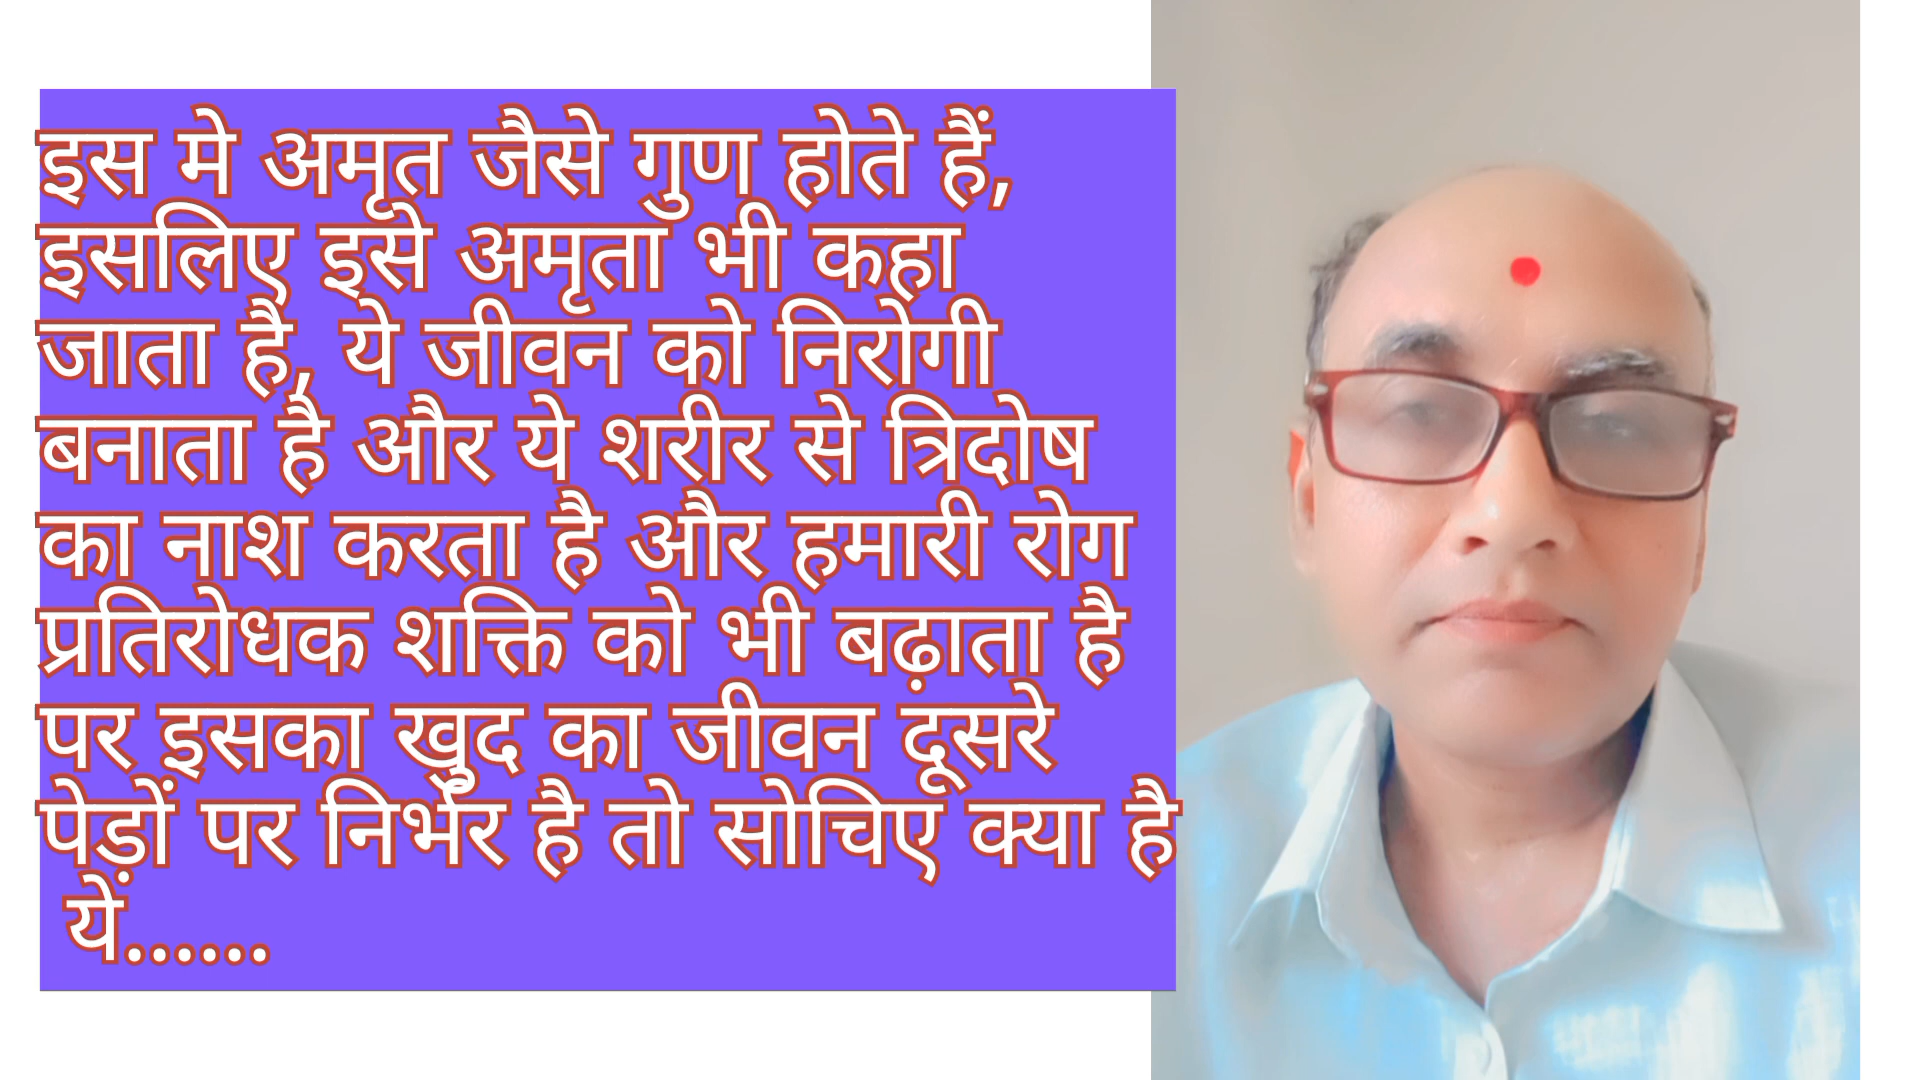 इस मे अमृत जैसे गुण होते हैं,
इसलिए इसे अमृता भी कहा
जाता है, ये जीवन को निरोगी
बनाता है और ये शरीर से त्रिदोष
का नाश करता है और हमारी रोग
प्रतिरोधक शक्ति को भी बढ़ाता है
पर इसका खुद का जीवन दूसरे
पेड़ों पर निर्भर है तो सोचिए क्या है
ये......